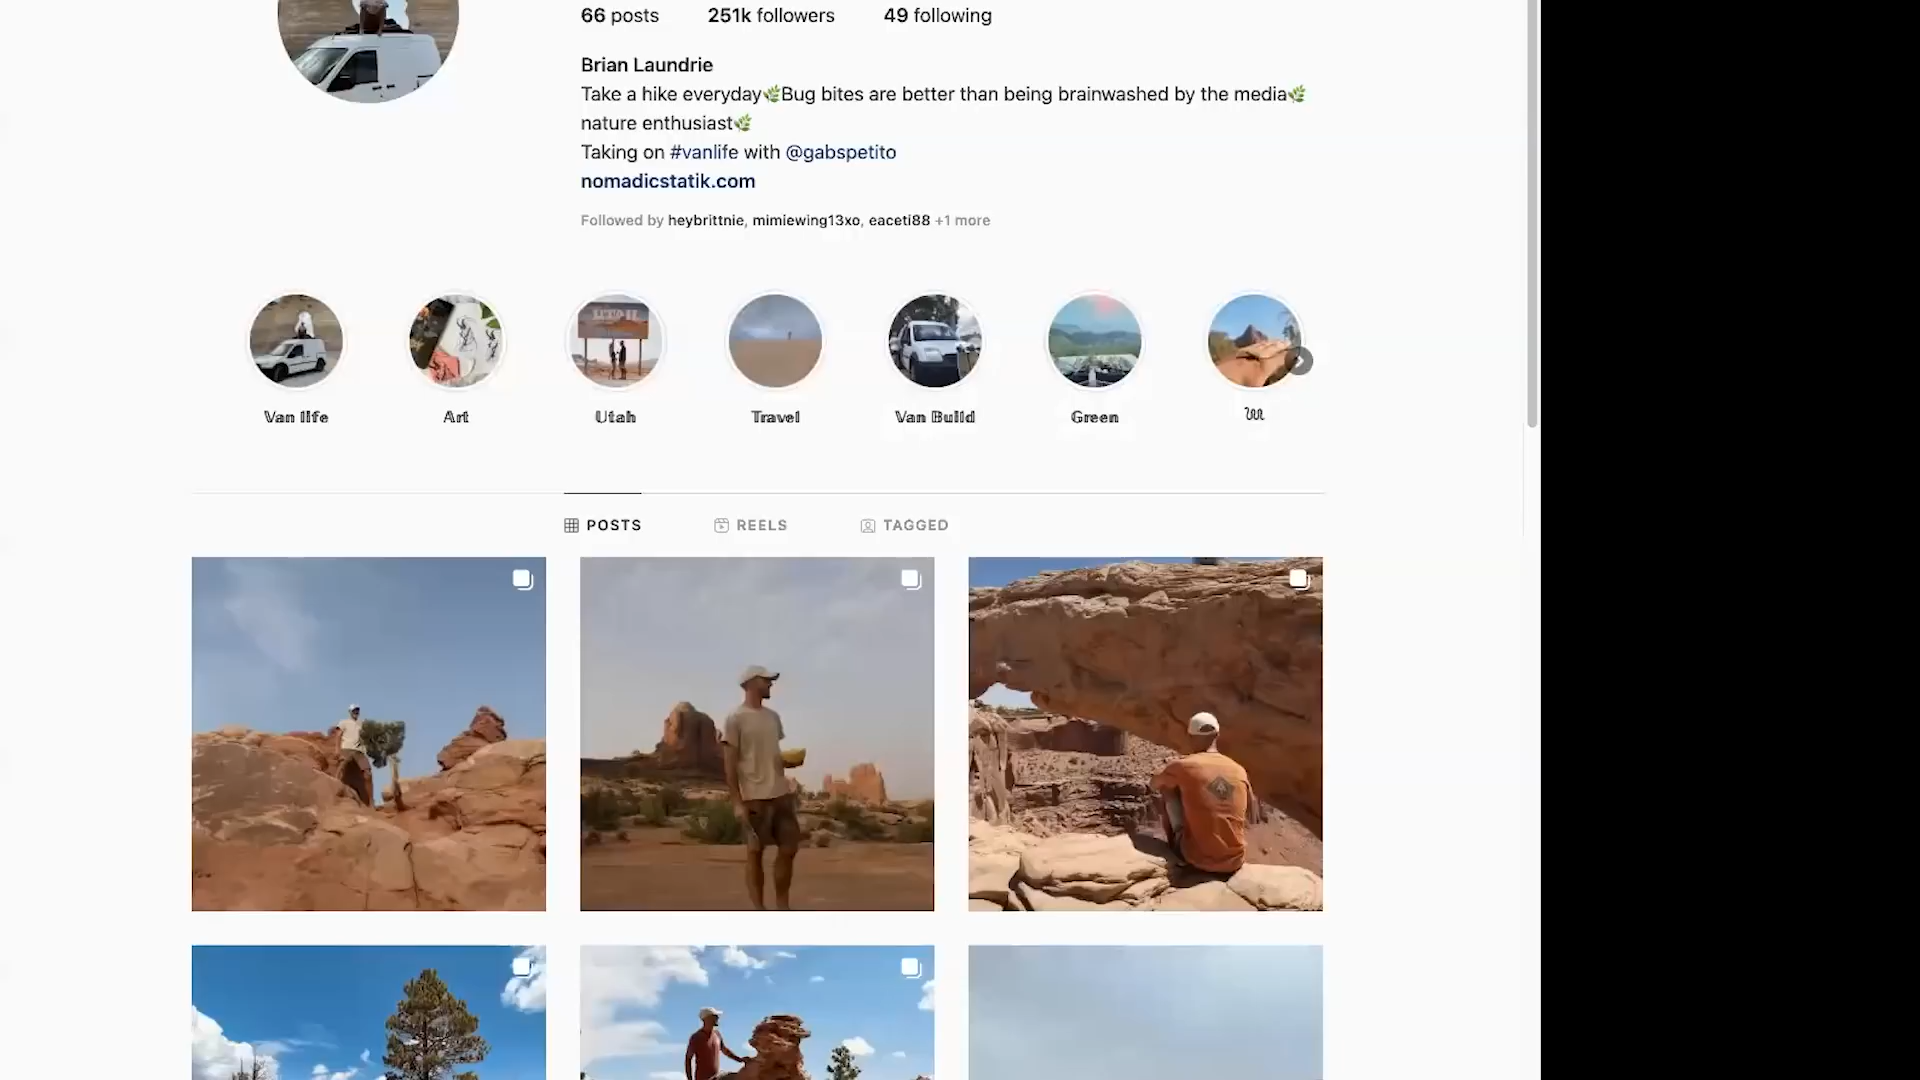 66 posts 251k followers 49 following
Brian Laundrie
Take a hike everyday🌿Bug bites are better than being brainwashed by the media🌿
nature enthusiast🌿
Taking on #vanlife with @gabspetito
nomadicstatik.com
Followed by heybrittnie, mimiewing13xo, eaceti88 +1 more
UTAH
Van life Art Utah Travel Van Build Green
POSTS REELS TAGGED